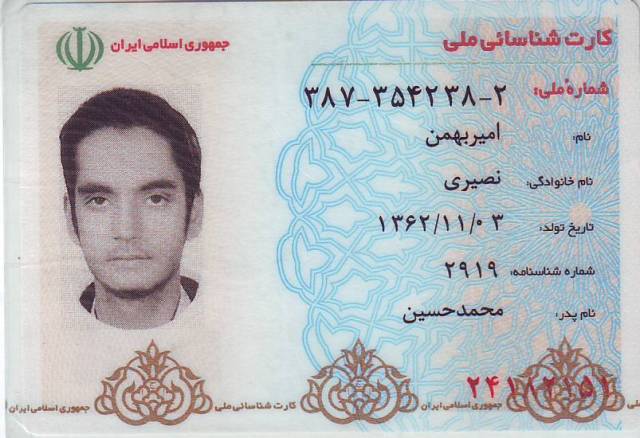 کارت شناسائی ملی
جمهوری اسلامی ایران
شماره ملی: ۳۸۷-۳۵۴۲۳۸-۲
نام: امیربهمن
نام خانوادگی: نصیری
تاریخ تولد: ۱۳۶۲/۱۱/۰۳
شماره شناسنامه: ۲۹۱۹
نام پدر: محمدحسین
۲۴۱۸۲۱۵۱
جمهوری اسلامی ایران کارت شناسائی ملی جمهوری اسلامی ایران کارت شناسائی ملی